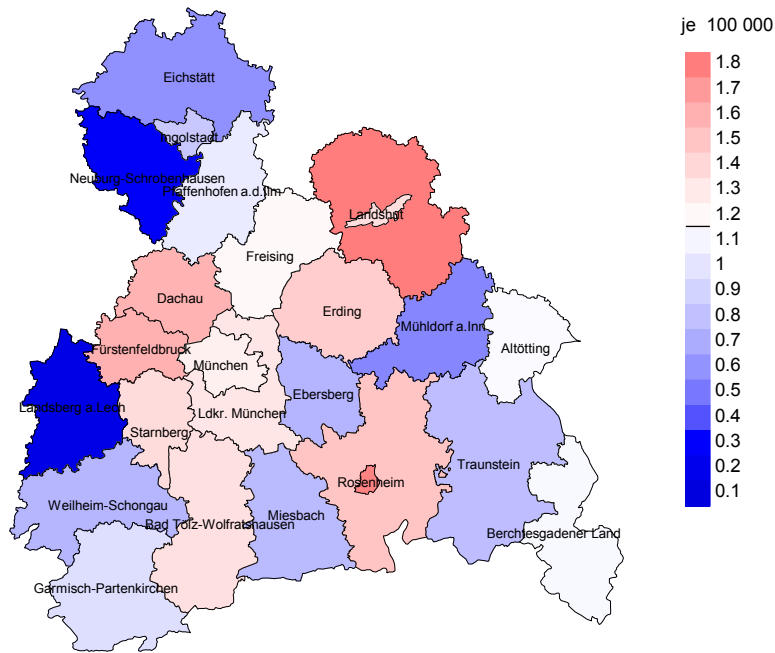 je 100 000
Eichstätt
Ingolstadt
Neuburg-Schrobenhausen
Pfaffenhofen a.d.Ilm
Landshut
Freising
Dachau
Erding
Mühldorf a.Inn
Fürstenfeldbruck
München
Altötting
Ebersberg
Landsberg a.Lech
Ldkr. München
Starnberg
Traunstein
Rosenheim
Weilheim-Schongau
Miesbach
Bad Tölz-Wolfratshausen
Berchtesgadener Land
Garmisch-Partenkirchen
1.8
1.7
1.6
1.5
1.4
1.3
1.2
1.1
1
0.9
0.8
0.7
0.6
0.5
0.4
0.3
0.2
0.1